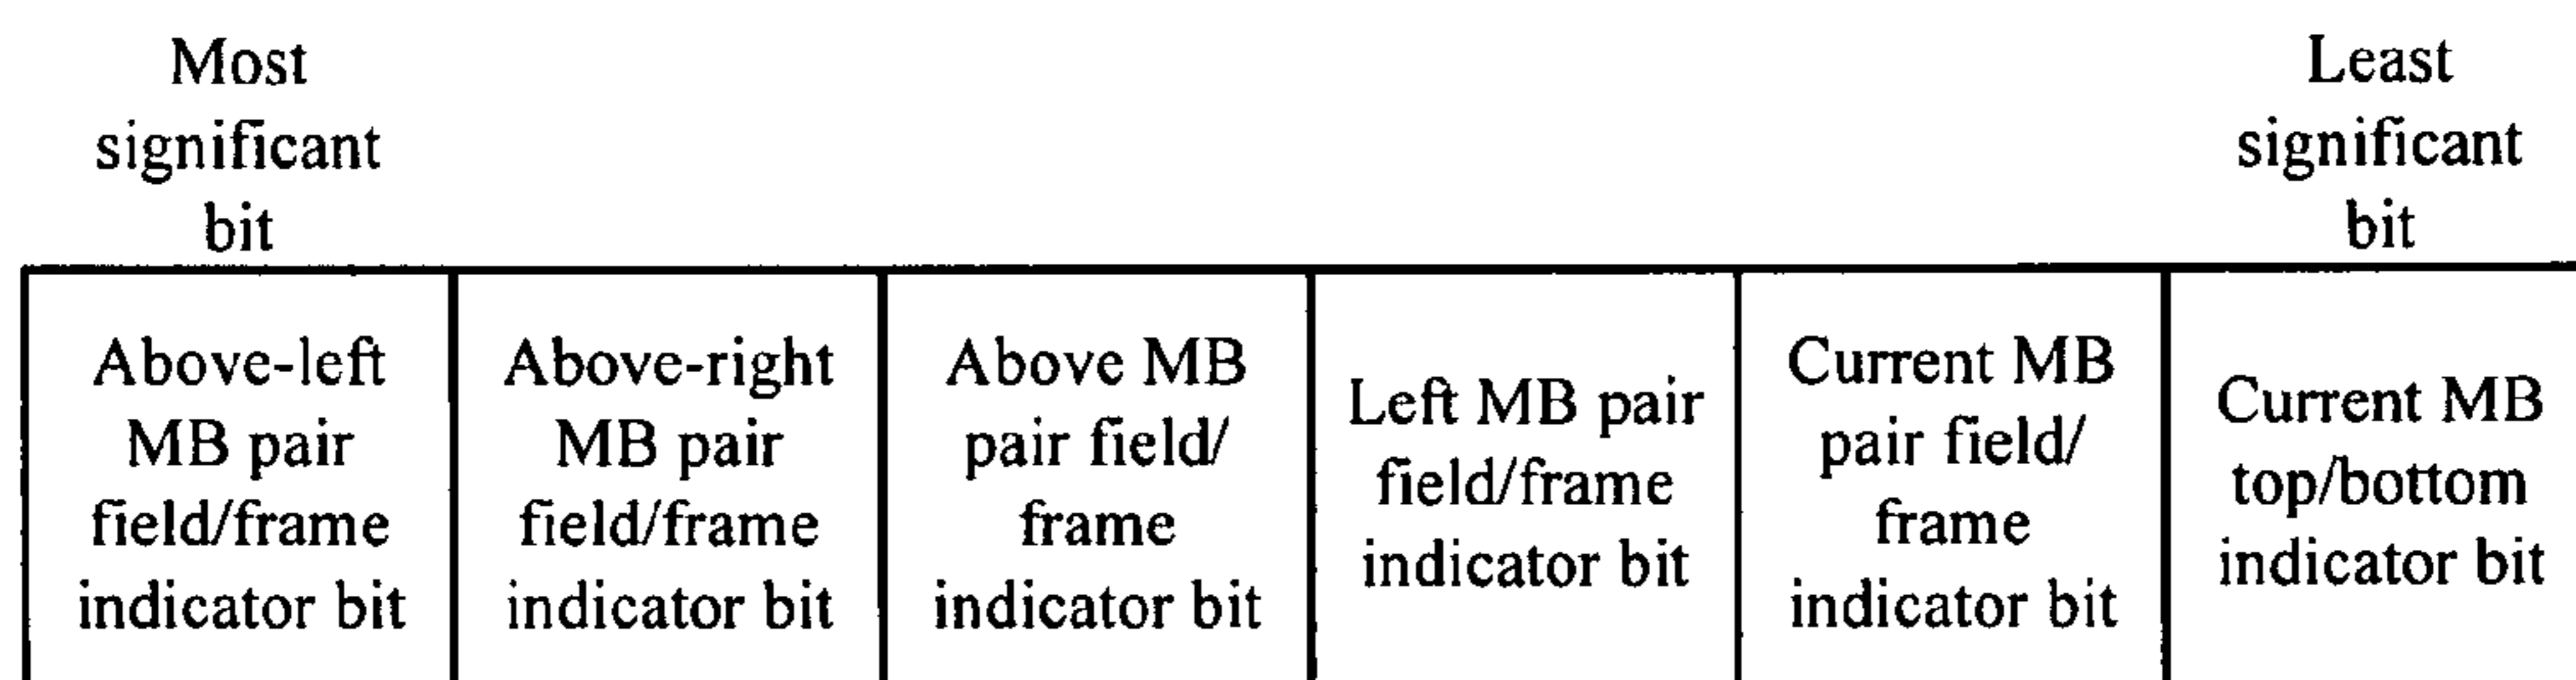 Most
significant
bit
Least
significant
bit
Above-left
MB pair
field/frame
indicator bit
Above-right
MB pair
field/frame
indicator bit
Above MB
pair field/
frame
indicator bit
Left MB pair
field/frame
indicator bit
Current MB
pair field/
frame
indicator bit
Current MB
top/bottom
indicator bit